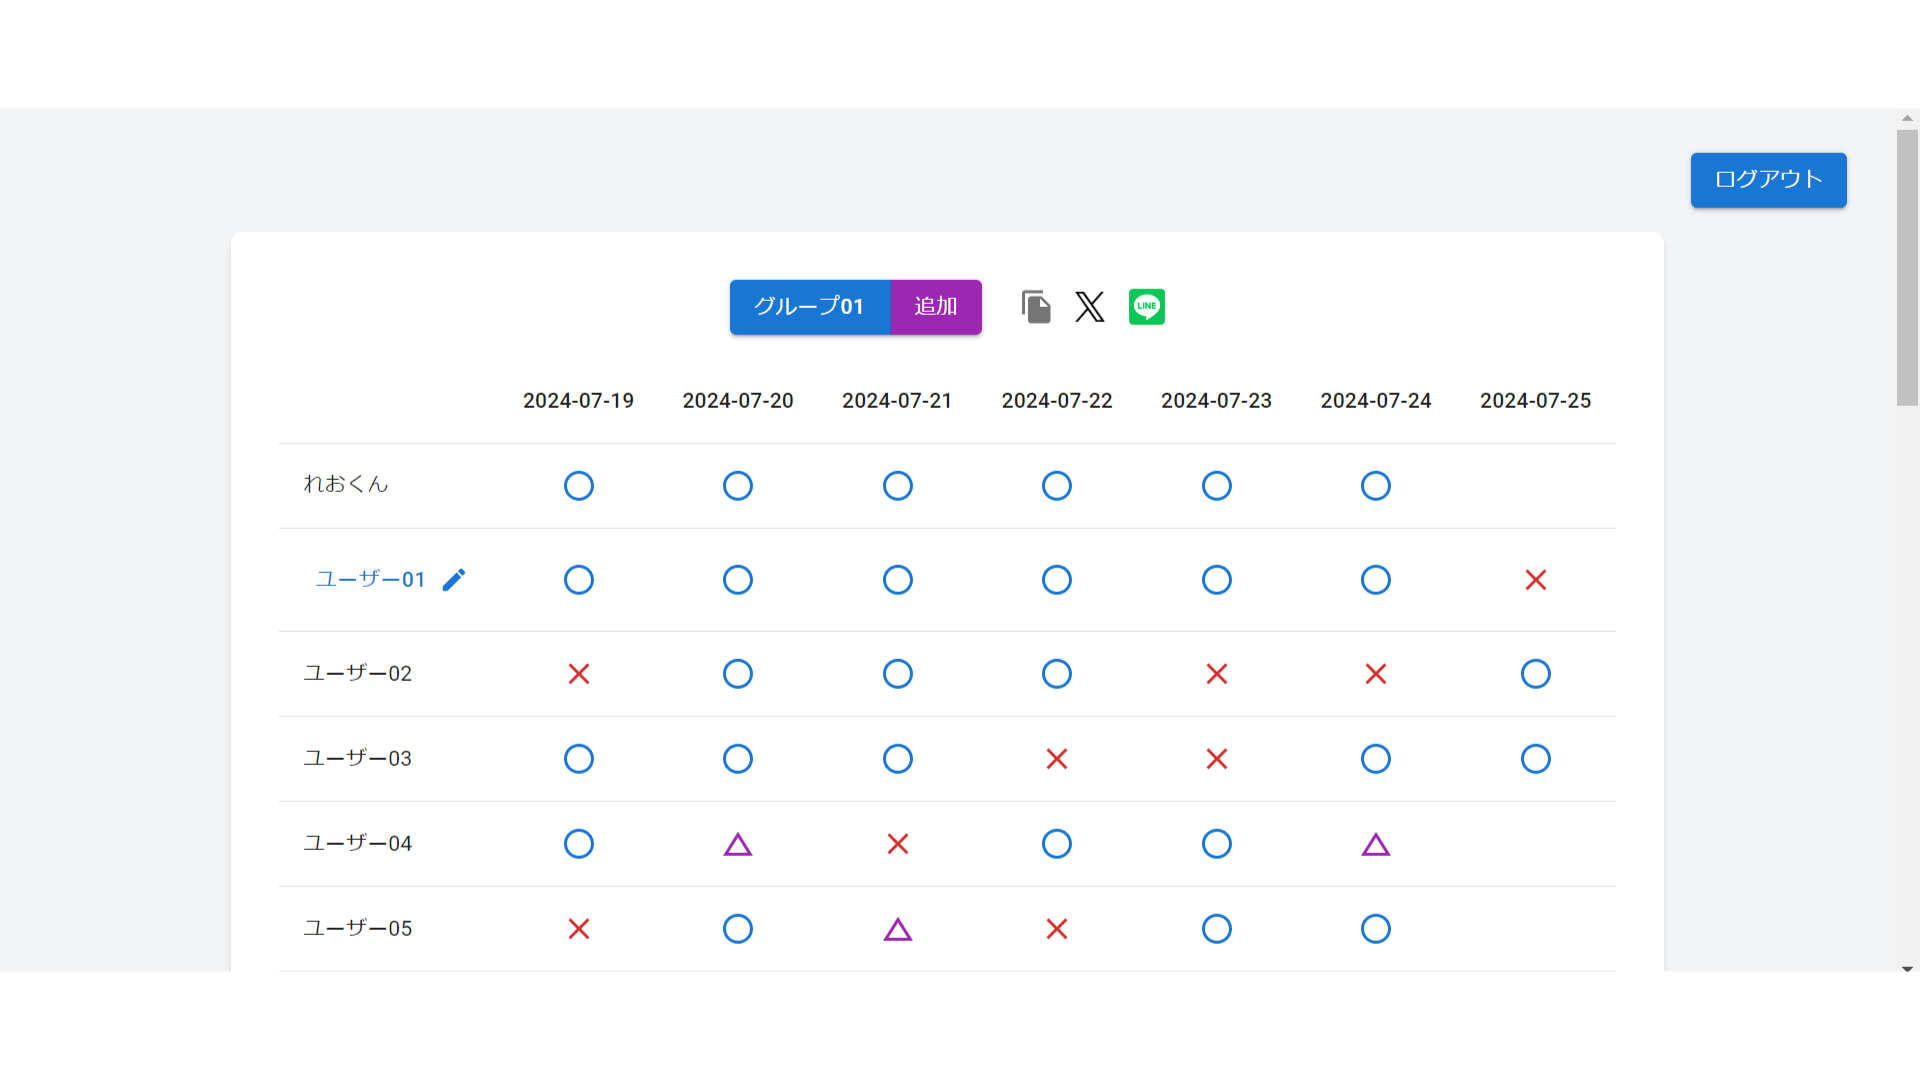 ログアウト
グループ01 追加 LINE
2024-07-19 2024-07-20 2024-07-21 2024-07-22 2024-07-23 2024-07-24 2024-07-25
れおくん ○ ○ ○ ○ ○ ○
ユーザー01 ○ ○ ○ ○ ○ ○ ×
ユーザー02 × ○ ○ ○ × × ○
ユーザー03 ○ ○ ○ × × ○ ○
ユーザー04 ○ △ × ○ ○ △
ユーザー05 × ○ △ × ○ ○